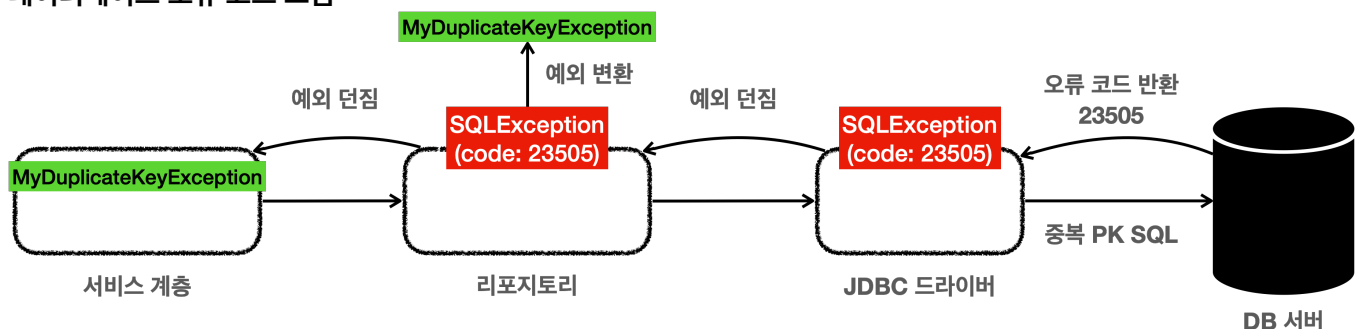 MyDuplicateKeyException
예외 변환
예외 던짐
예외 던짐
오류 코드 반환
23505
SQLException
(code: 23505)
SQLException
(code: 23505)
MyDuplicateKeyException
중복 PK SQL
서비스 계층
리포지토리
JDBC 드라이버
DB 서버